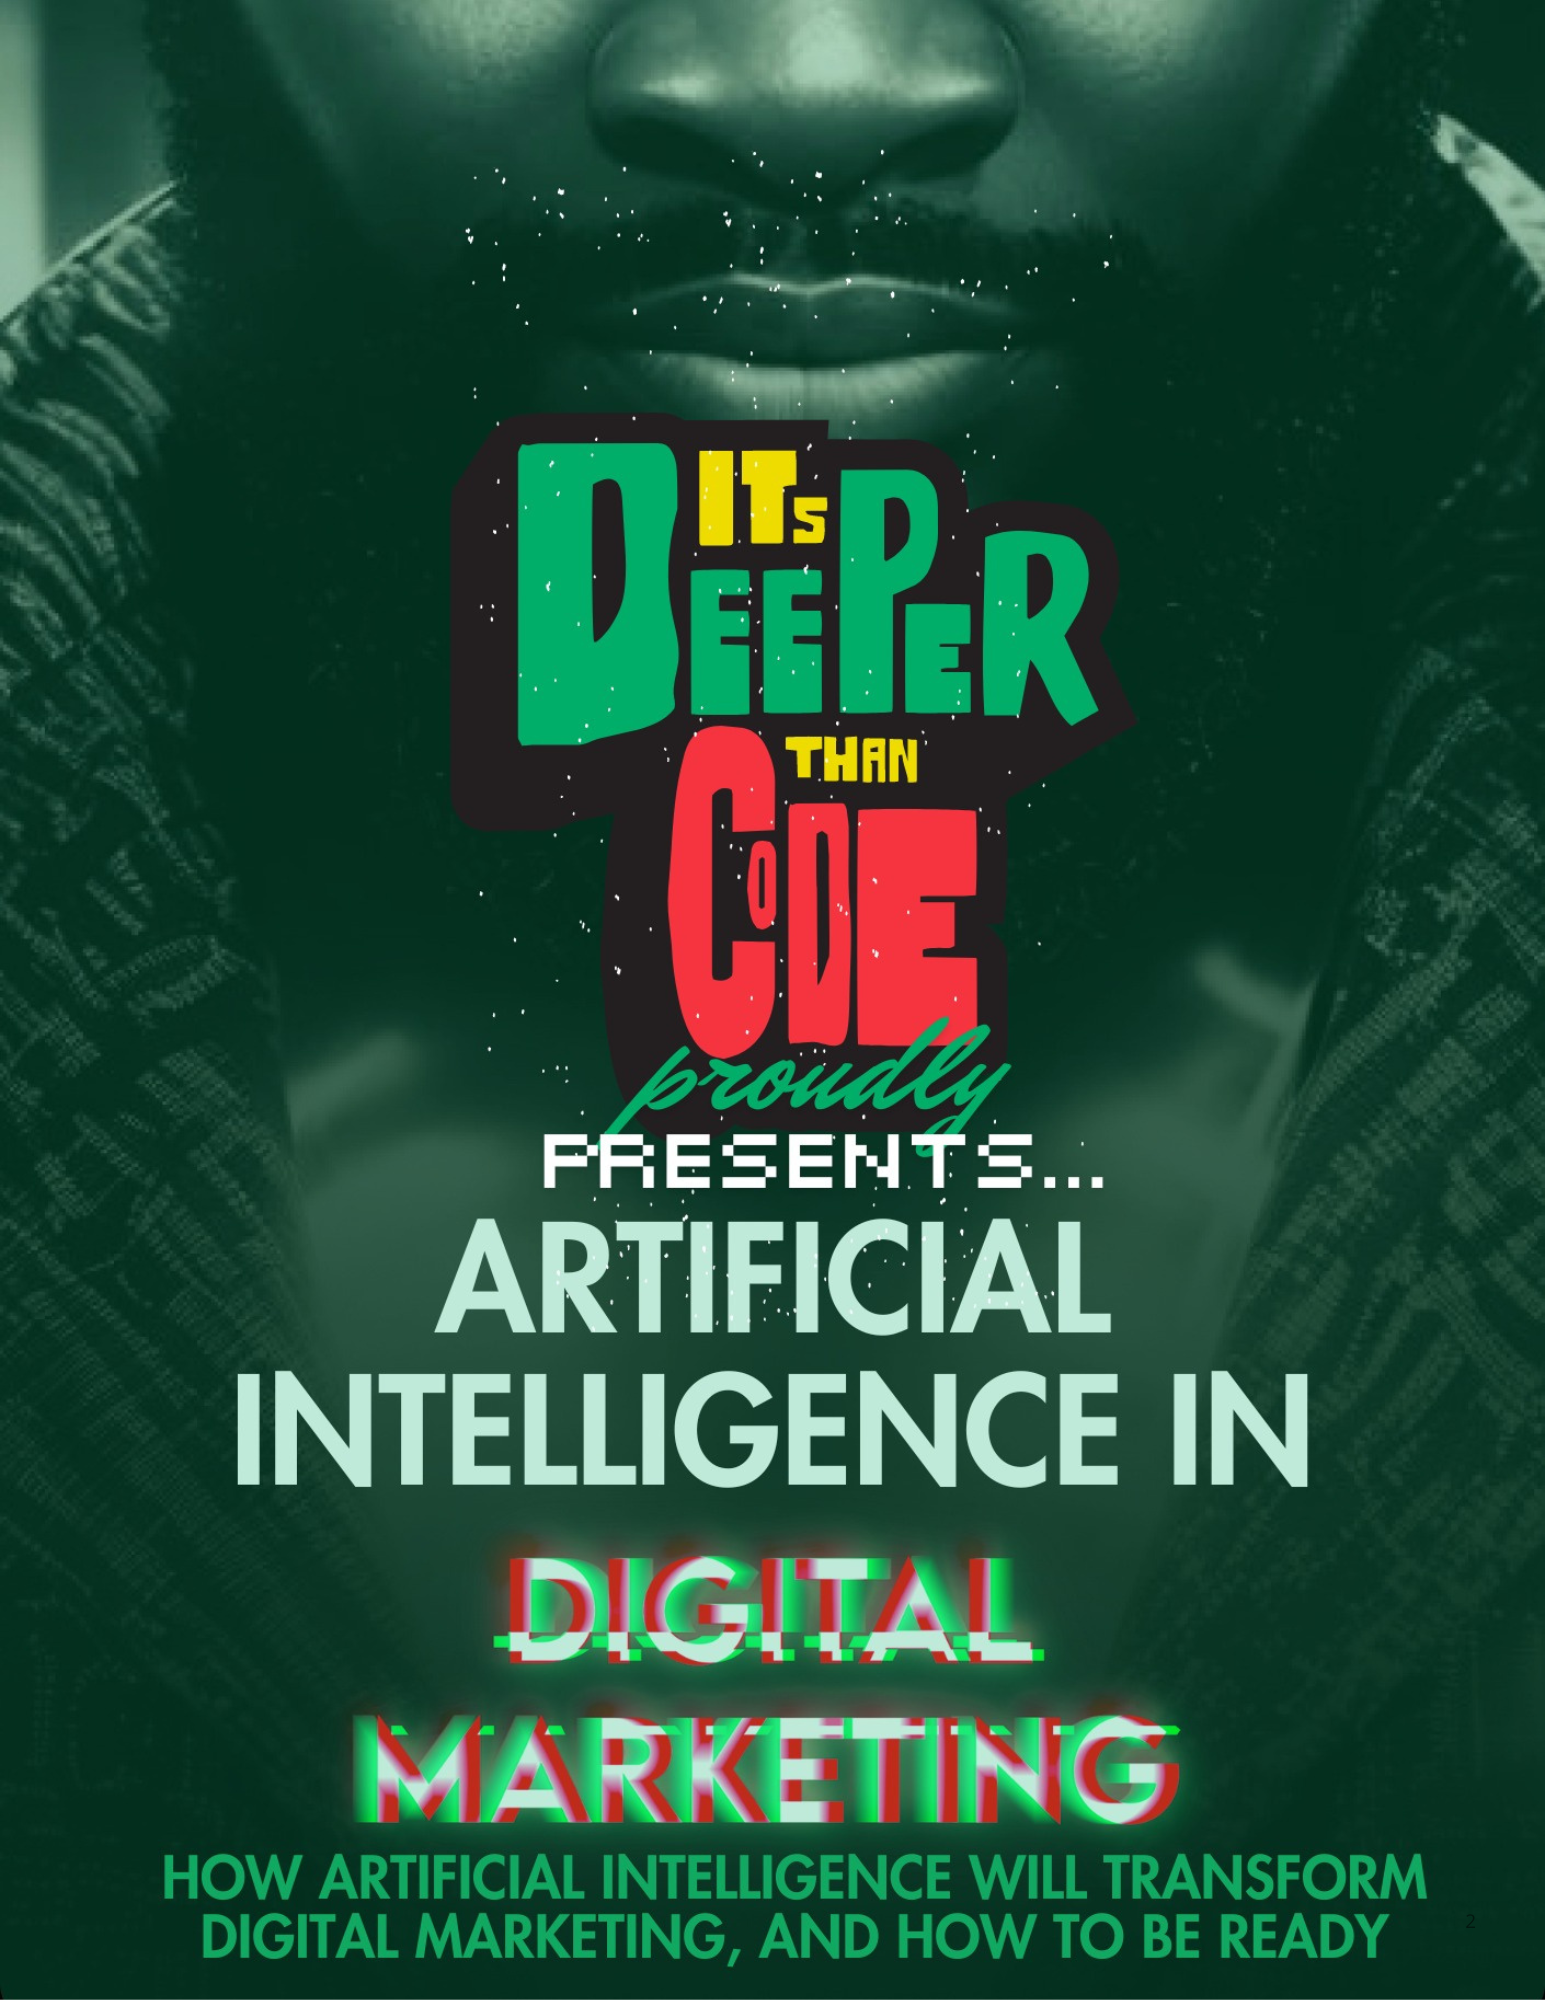 ITs
DEEPER
THAN
CODE
proudly
PRESENTS...
ARTIFICIAL
INTELLIGENCE IN
DIGITAL
MARKETING
HOW ARTIFICIAL INTELLIGENCE WILL TRANSFORM
DIGITAL MARKETING, AND HOW TO BE READY
2